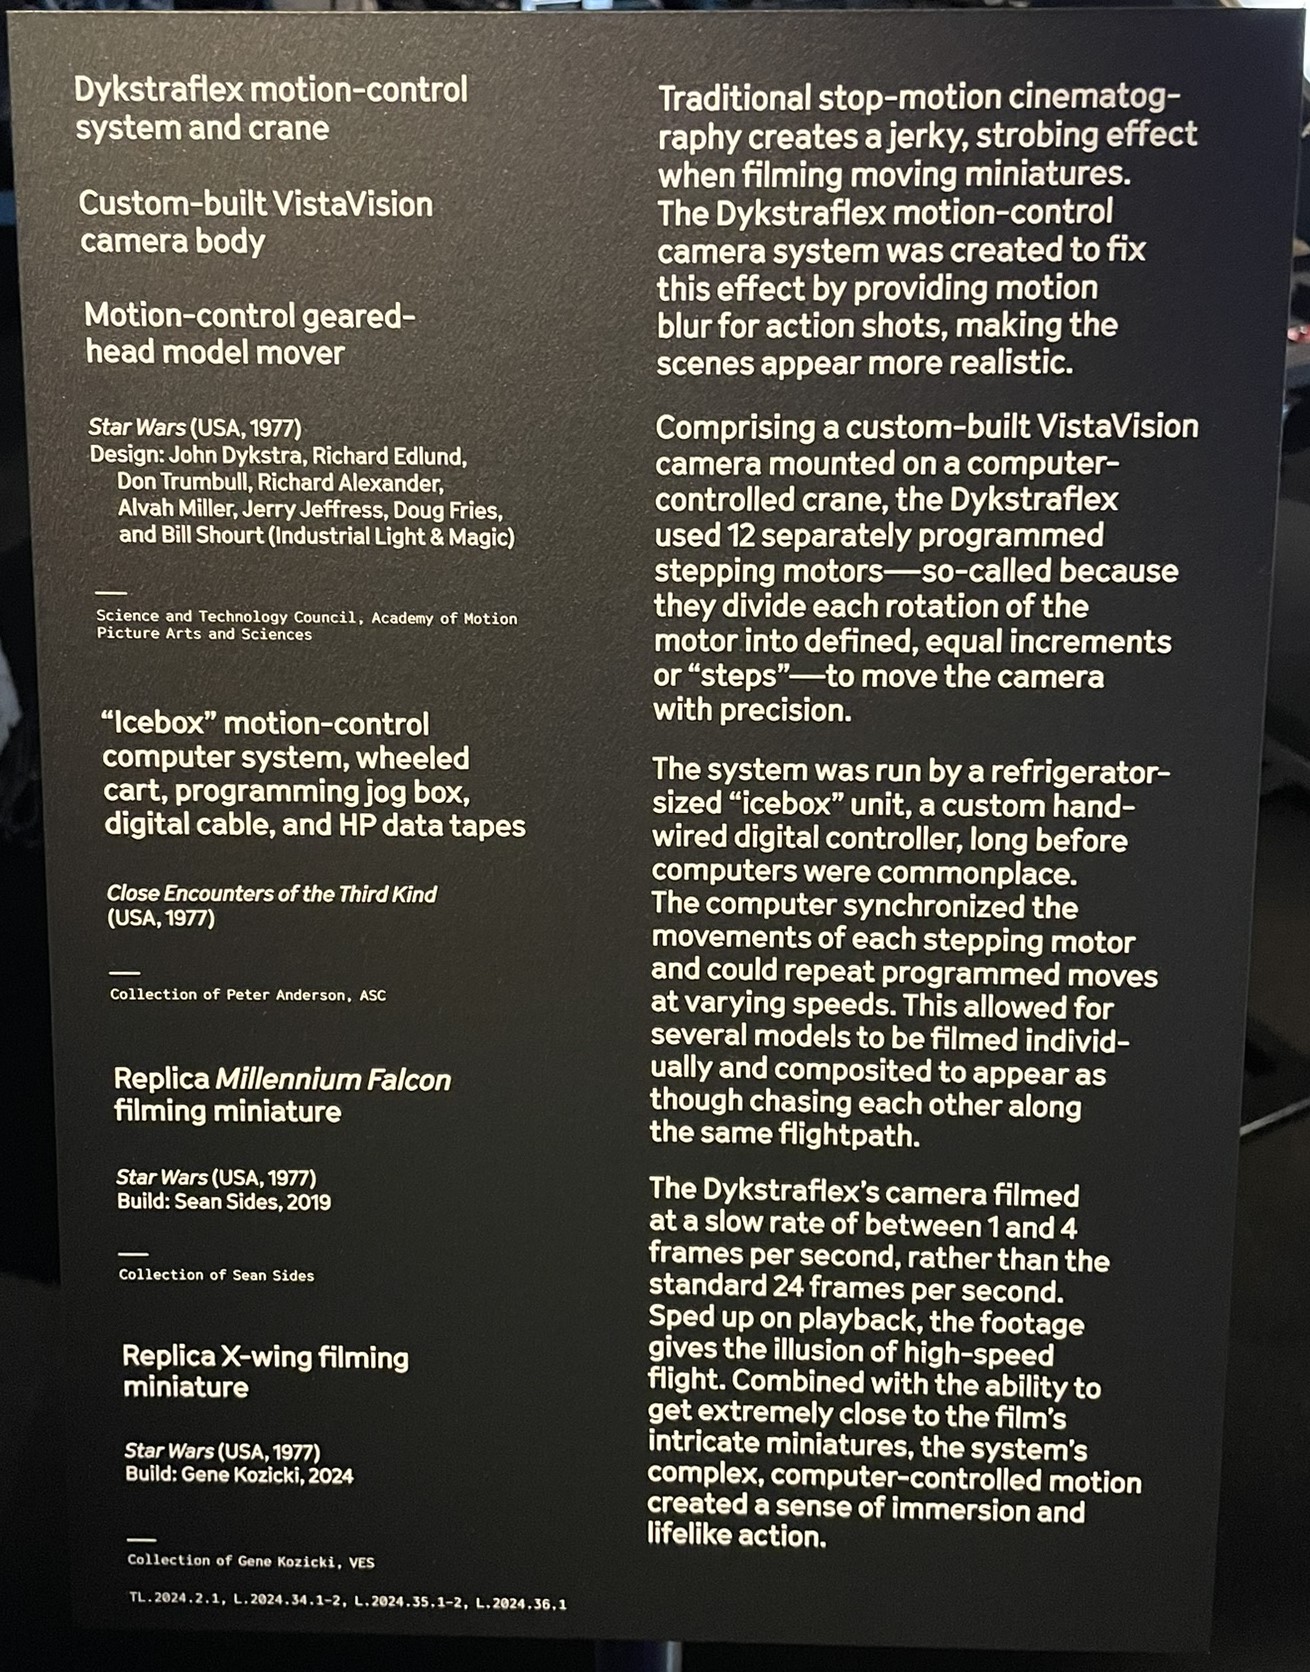 Dykstraflex motion-control
system and crane
Custom-built VistaVision
camera body
Motion-control geared-
head model mover
Star Wars (USA, 1977)
Design: John Dykstra, Richard Edlund,
Don Trumbull, Richard Alexander,
Alvah Miller, Jerry Jeffress, Doug Fries,
and Bill Shourt (Industrial Light & Magic)
Science and Technology Council, Academy of Motion
Picture Arts and Sciences
“Icebox” motion-control
computer system, wheeled
cart, programming jog box,
digital cable, and HP data tapes
Close Encounters of the Third Kind
(USA, 1977)
Collection of Peter Anderson, ASC
Replica Millennium Falcon
filming miniature
Star Wars (USA, 1977)
Build: Sean Sides, 2019
Collection of Sean Sides
Replica X-wing filming
miniature
Star Wars (USA, 1977)
Build: Gene Kozicki, 2024
Collection of Gene Kozicki, VES
TL.2024.2.1, L.2024.34.1-2, L.2024.35.1-2, L.2024.36.1
Traditional stop-motion cinematog-
raphy creates a jerky, strobing effect
when filming moving miniatures.
The Dykstraflex motion-control
camera system was created to fix
this effect by providing motion
blur for action shots, making the
scenes appear more realistic.
Comprising a custom-built VistaVision
camera mounted on a computer-
controlled crane, the Dykstraflex
used 12 separately programmed
stepping motors—so-called because
they divide each rotation of the
motor into defined, equal increments
or “steps”—to move the camera
with precision.
The system was run by a refrigerator-
sized “icebox” unit, a custom hand-
wired digital controller, long before
computers were commonplace.
The computer synchronized the
movements of each stepping motor
and could repeat programmed moves
at varying speeds. This allowed for
several models to be filmed individ-
ually and composited to appear as
though chasing each other along
the same flightpath.
The Dykstraflex’s camera filmed
at a slow rate of between 1 and 4
frames per second, rather than the
standard 24 frames per second.
Sped up on playback, the footage
gives the illusion of high-speed
flight. Combined with the ability to
get extremely close to the film’s
intricate miniatures, the system’s
complex, computer-controlled motion
created a sense of immersion and
lifelike action.